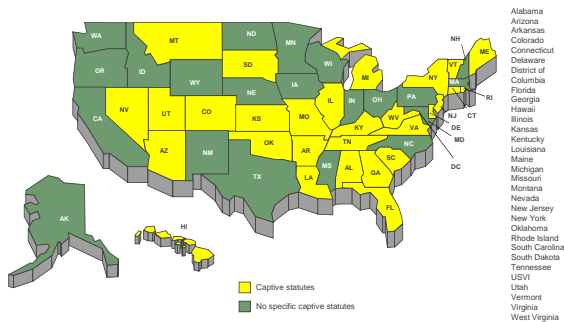 WA
OR
CA
NV
ID
MT
WY
UT
AZ
CO
NM
ND
SD
NE
KS
OK
TX
MN
IA
MO
AR
LA
WI
IL
MS
MI
IN
KY
TN
AL
OH
WV
GA
FL
SC
NC
VA
PA
NY
VT
NH
ME
MA
RI
CT
NJ
DE
MD
DC
AK
HI
Captive statutes
No specific captive statutes
Alabama
Arizona
Arkansas
Colorado
Connecticut
Delaware
District of
Columbia
Florida
Georgia
Hawaii
Illinois
Kansas
Kentucky
Louisiana
Maine
Michigan
Missouri
Montana
Nevada
New Jersey
New York
Oklahoma
Rhode Island
South Carolina
South Dakota
Tennessee
USVI
Utah
Vermont
Virginia
West Virginia